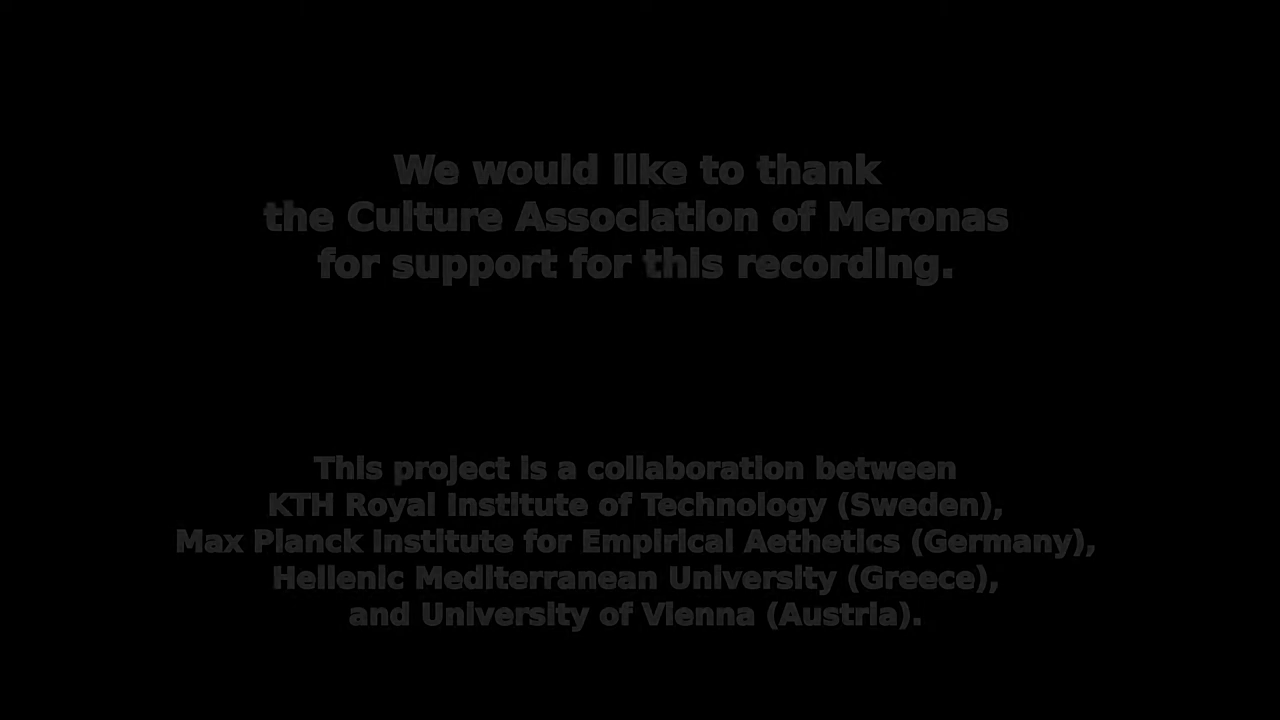 We would like to thank
the Culture Association of Meronas
for support for this recording.
This project is a collaboration between
KTH Royal Institute of Technology (Sweden),
Max Planck Institute for Empirical Aethetics (Germany),
Hellenic Mediterranean University (Greece),
and University of Vienna (Austria).